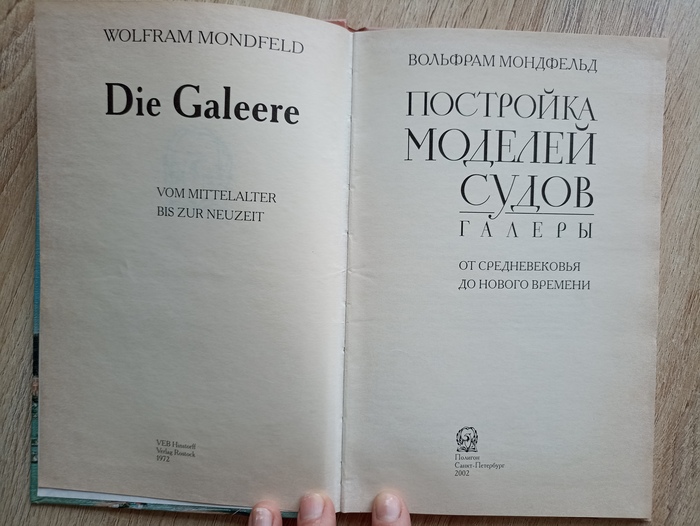 WOLFRAM MONDFELD
Die Galeere
VOM MITTELALTER
BIS ZUR NEUZEIT
VEB Hinstorff
Verlag Rostock
1972
ВОЛЬФРАМ МОНДФЕЛЬД
ПОСТРОЙКА
МОДЕЛЕЙ
СУДОВ
ГАЛЕРЫ
ОТ СРЕДНЕВЕКОВЬЯ
ДО НОВОГО ВРЕМЕНИ
Полигон
Санкт-Петербург
2002